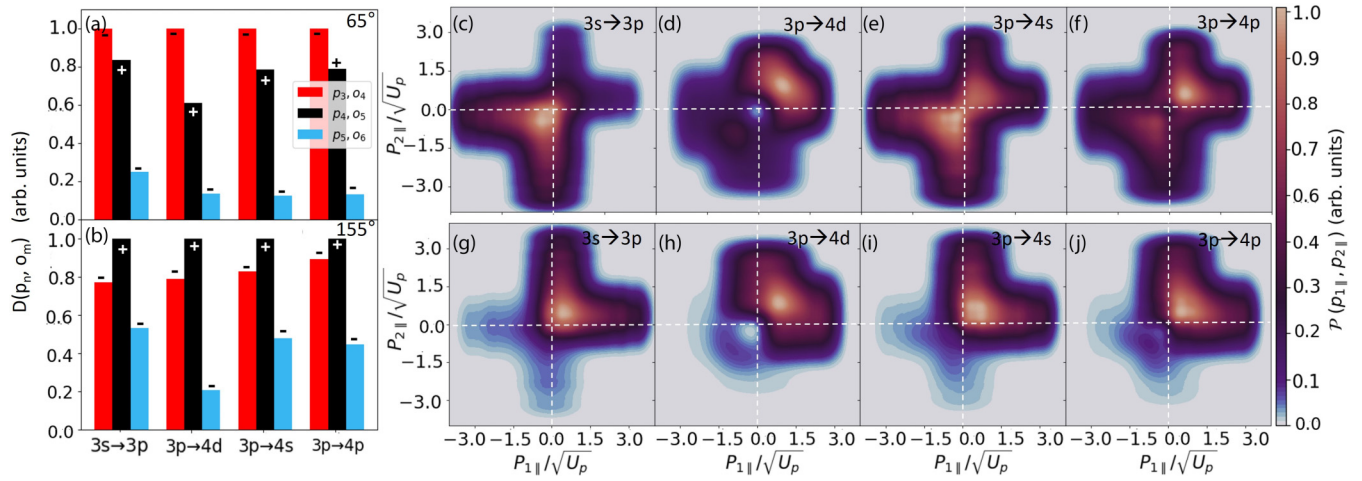 (a)
65°
1.0
0.8
0.6
0.4
0.2
0.0
- + -
- + -
- + -
- + -
p₃, o₄
p₄, o₅
p₅, o₆
D(pₙ, oₘ) (arb. units)
(b)
155°
1.0
0.8
0.6
0.4
0.2
0.0
- + -
- + -
- + -
- + -
3s→3p 3p→4d 3p→4s 3p→4p
(c) 3s→3p
(d) 3p→4d
(e) 3p→4s
(f) 3p→4p
3.0
1.5
0.0
−1.5
−3.0
P₂∥/√Uₚ
(g) 3s→3p
(h) 3p→4d
(i) 3p→4s
(j) 3p→4p
3.0
1.5
0.0
−1.5
−3.0
P₂∥/√Uₚ
−3.0 −1.5 0.0 1.5 3.0
−3.0 −1.5 0.0 1.5 3.0
−3.0 −1.5 0.0 1.5 3.0
−3.0 −1.5 0.0 1.5 3.0
P₁∥/√Uₚ
P₁∥/√Uₚ
P₁∥/√Uₚ
P₁∥/√Uₚ
1.0
0.9
0.8
0.7
0.6
0.5
0.4
0.3
0.2
0.1
0.0
𝒫 (p₁∥, p₂∥) (arb. units)